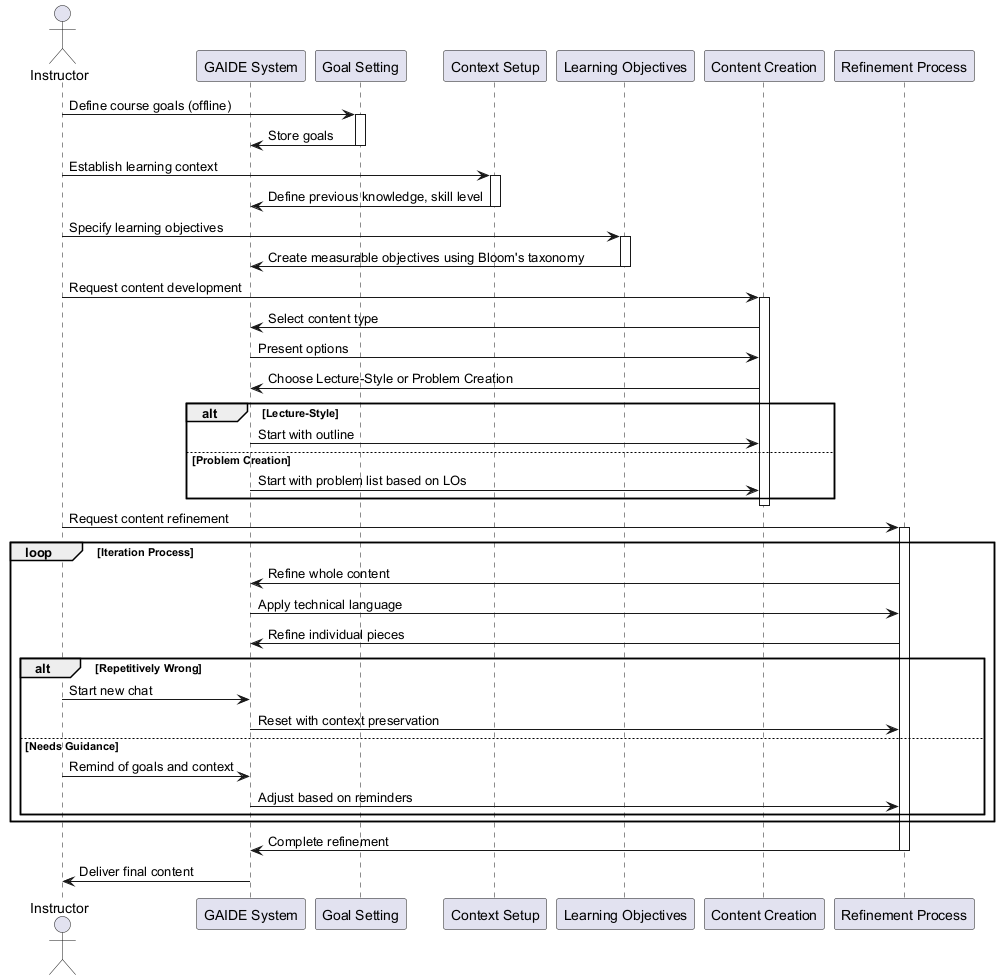 Instructor
GAIDE System
Goal Setting
Context Setup
Learning Objectives
Content Creation
Refinement Process
Define course goals (offline)
Store goals
Establish learning context
Define previous knowledge, skill level
Specify learning objectives
Create measurable objectives using Bloom's taxonomy
Request content development
Select content type
Present options
Choose Lecture-Style or Problem Creation
alt [Lecture-Style]
Start with outline
[Problem Creation]
Start with problem list based on LOs
Request content refinement
loop [Iteration Process]
Refine whole content
Apply technical language
Refine individual pieces
alt [Repetitively Wrong]
Start new chat
Reset with context preservation
[Needs Guidance]
Remind of goals and context
Adjust based on reminders
Complete refinement
Deliver final content
Instructor
GAIDE System
Goal Setting
Context Setup
Learning Objectives
Content Creation
Refinement Process